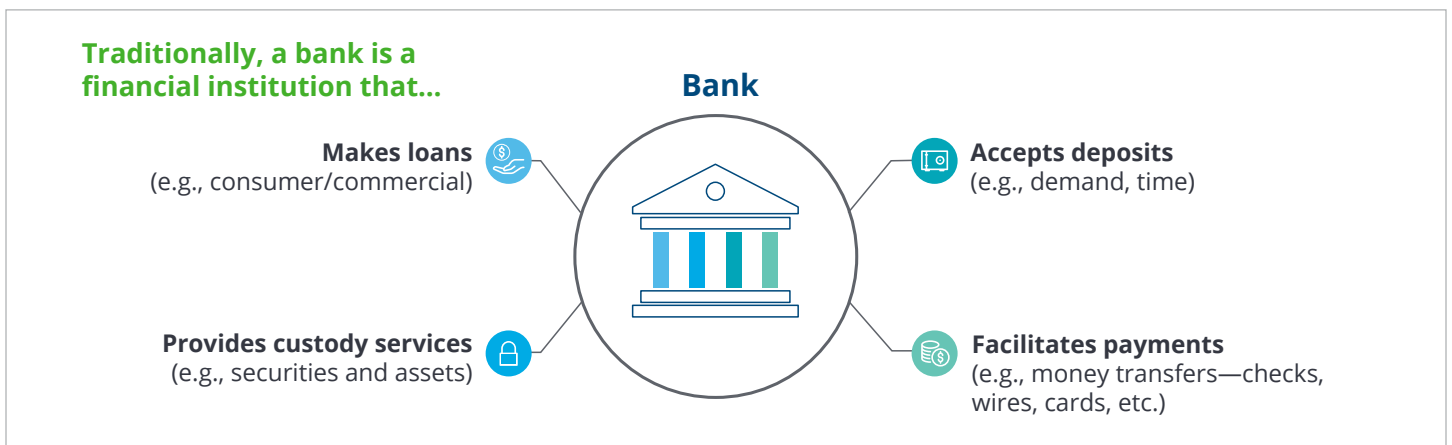 Traditionally, a bank is a
financial institution that...
Bank
Makes loans
(e.g., consumer/commercial)
Accepts deposits
(e.g., demand, time)
Provides custody services
(e.g., securities and assets)
Facilitates payments
(e.g., money transfers—checks,
wires, cards, etc.)